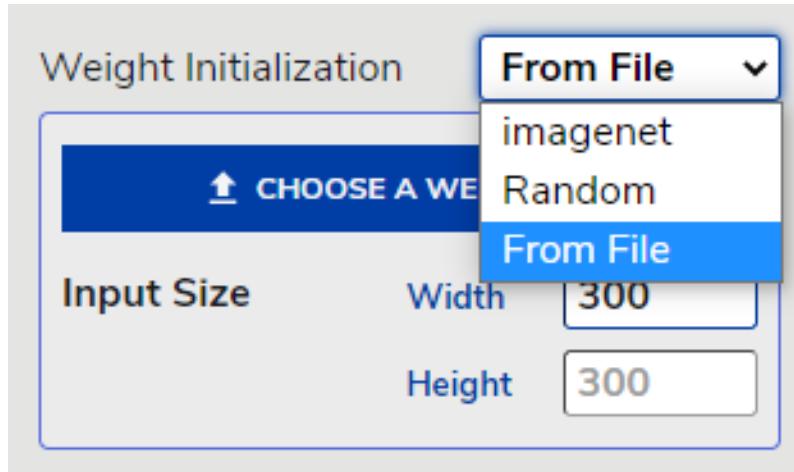 Weight Initialization From File
imagenet
Random
From File
CHOOSE A WE
Input Size Width 300
Height 300